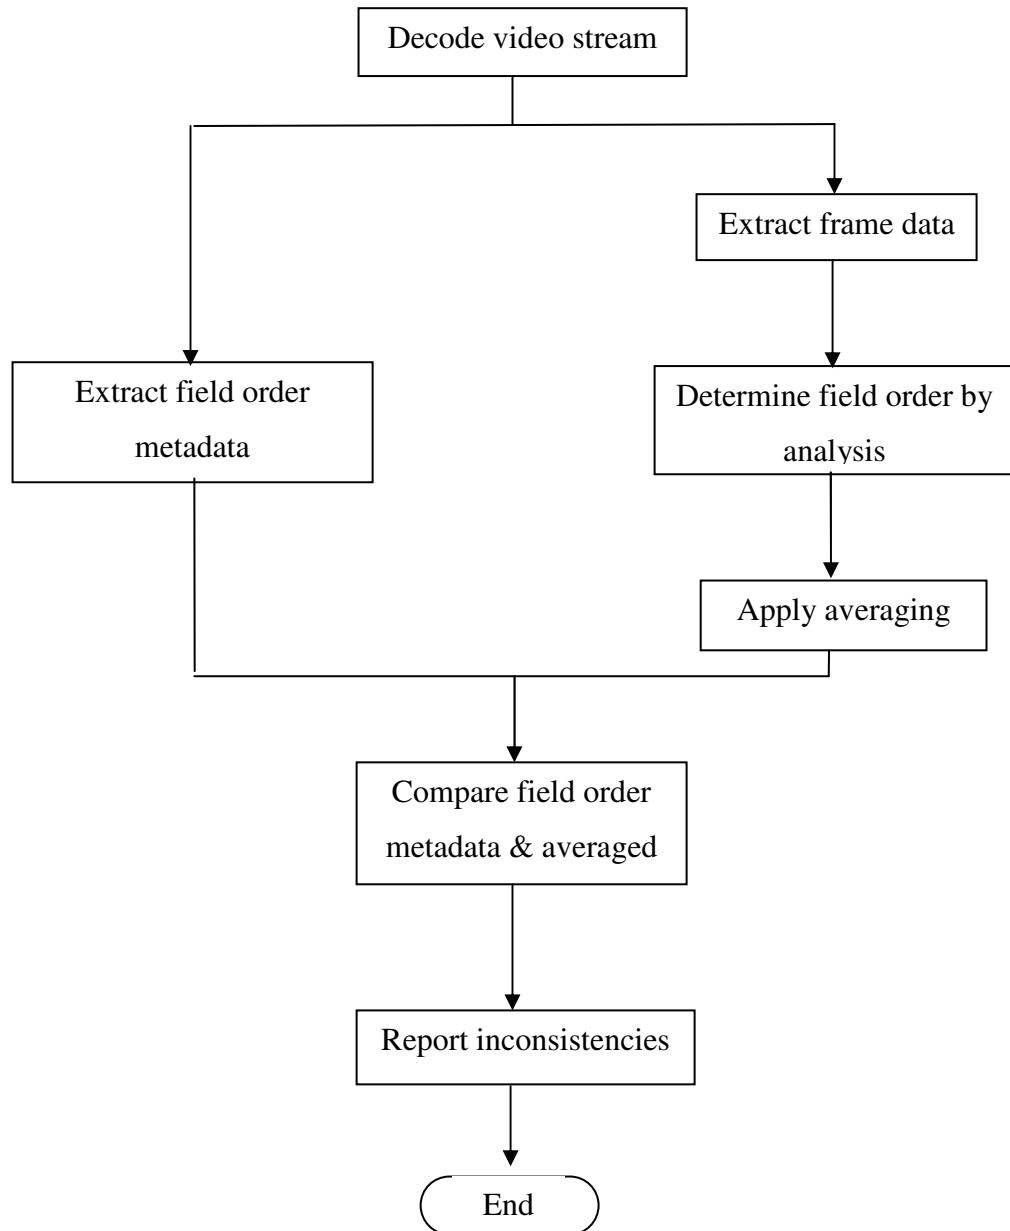 Decode video stream
Extract frame data
Extract field order
metadata
Determine field order by
analysis
Apply averaging
Compare field order
metadata & averaged
Report inconsistencies
End